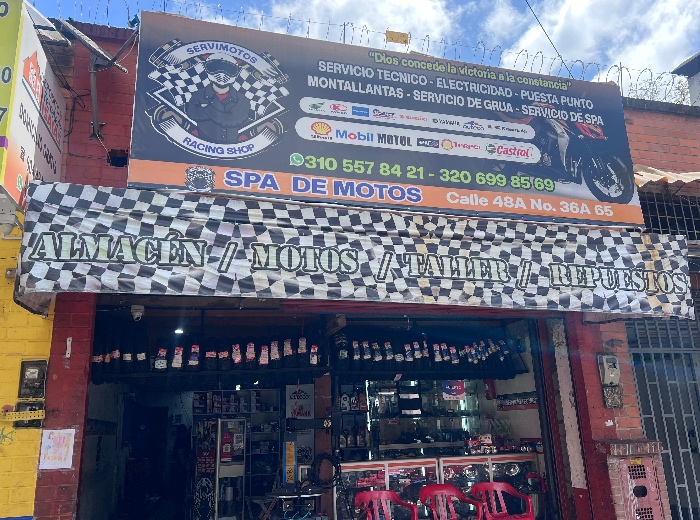 "Dios concede la victoria a la constancia"
SERVIMOTOS
RACING SHOP
SERVICIO TECNICO - ELECTRICIDAD - PUESTA PUNTO
MONTALLANTAS - SERVICIO DE GRUA - SERVICIO DE SPA
YAMAHA
Shell Mobil MOTUL Castrol
310 557 84 21 - 320 699 85 69
SPA DE MOTOS
Calle 48A No. 36A 65
ALMACÉN / MOTOS / TALLER / REPUESTOS